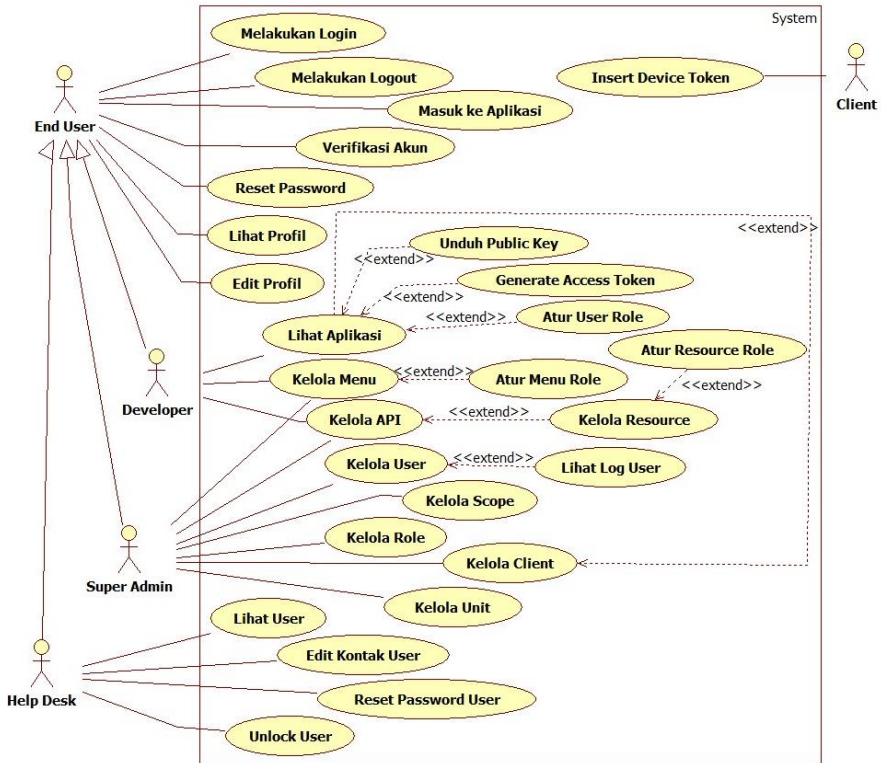 System
Melakukan Login
Melakukan Logout
Insert Device Token
Client
Masuk ke Aplikasi
End User
Verifikasi Akun
Reset Password
Lihat Profil
<<extend>>
Unduh Public Key
<<extend>>
Edit Profil
Generate Access Token
<<extend>>
Atur User Role
<<extend>>
Lihat Aplikasi
Atur Resource Role
Kelola Menu
<<extend>>
Atur Menu Role
<<extend>>
Developer
Kelola API
<<extend>>
Kelola Resource
Kelola User
<<extend>>
Lihat Log User
Kelola Scope
Kelola Role
Kelola Client
Super Admin
Kelola Unit
Lihat User
Edit Kontak User
Help Desk
Reset Password User
Unlock User